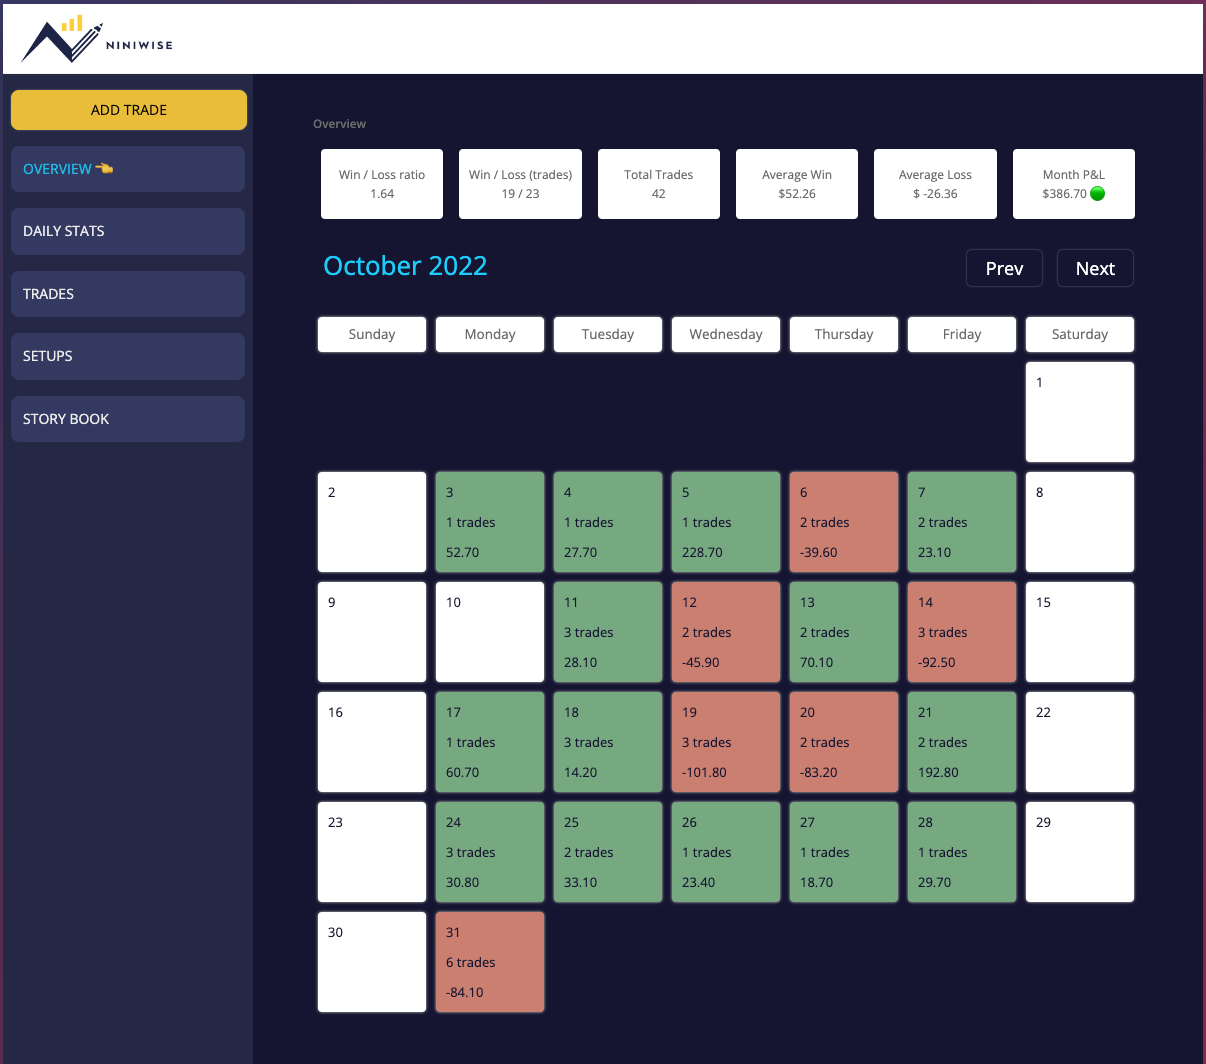 NINIWISE
ADD TRADE
OVERVIEW 👈
DAILY STATS
TRADES
SETUPS
STORY BOOK
Overview
Win / Loss ratio
1.64
Win / Loss (trades)
19 / 23
Total Trades
42
Average Win
$52.26
Average Loss
$ -26.36
Month P&L
$386.70 🟢
October 2022
Prev
Next
Sunday
Monday
Tuesday
Wednesday
Thursday
Friday
Saturday
1
2
3
1 trades
52.70
4
1 trades
27.70
5
1 trades
228.70
6
2 trades
-39.60
7
2 trades
23.10
8
9
10
11
3 trades
28.10
12
2 trades
-45.90
13
2 trades
70.10
14
3 trades
-92.50
15
16
17
1 trades
60.70
18
3 trades
14.20
19
3 trades
-101.80
20
2 trades
-83.20
21
2 trades
192.80
22
23
24
3 trades
30.80
25
2 trades
33.10
26
1 trades
23.40
27
1 trades
18.70
28
1 trades
29.70
29
30
31
6 trades
-84.10